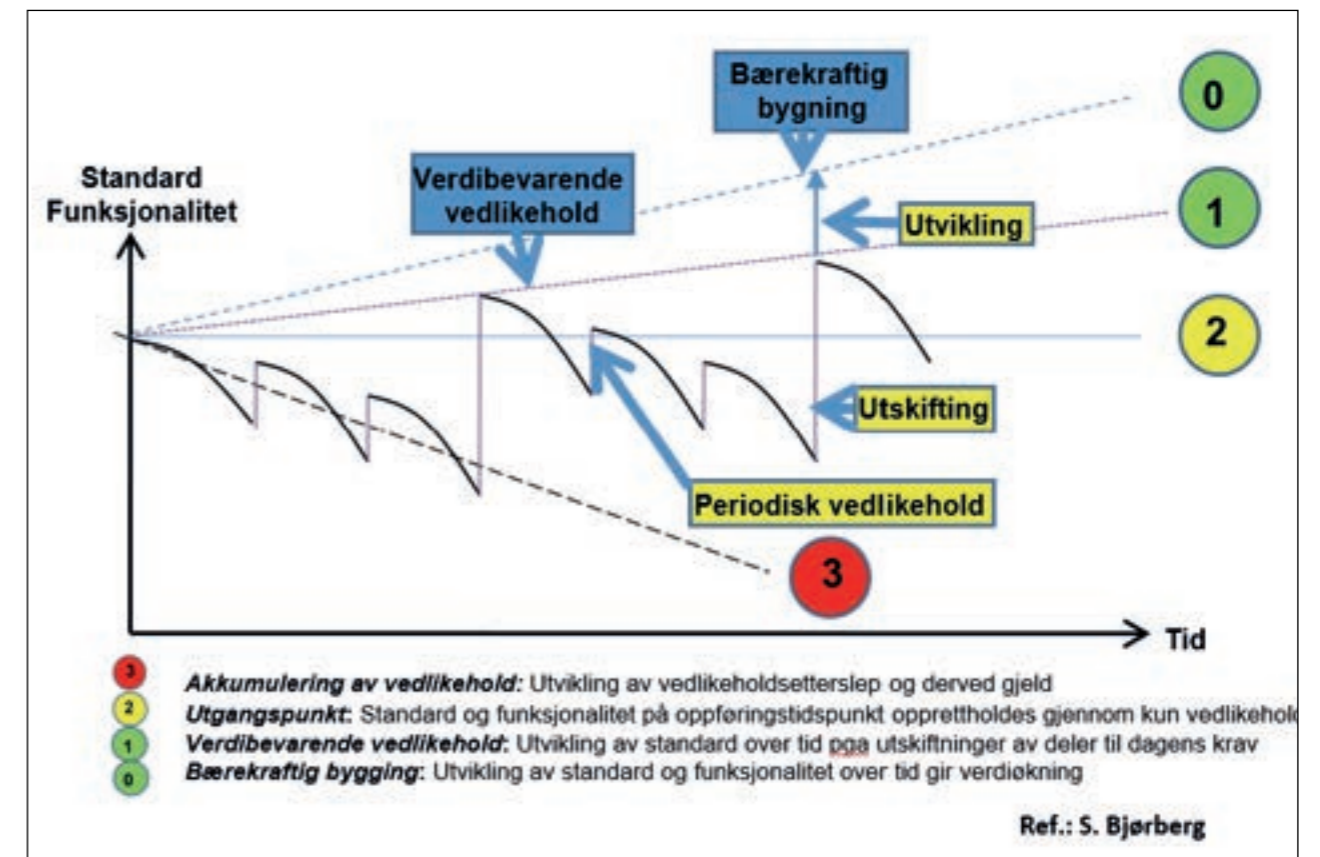 Bærekraftig
bygning
0
Standard
Funksjonalitet
Verdibevarende
vedlikehold
1
Utvikling
2
Utskifting
Periodisk vedlikehold
3
Tid
3 Akkumulering av vedlikehold: Utvikling av vedlikeholdsetterslep og derved gjeld
2 Utgangspunkt: Standard og funksjonalitet på oppføringstidspunkt opprettholdes gjennom kun vedlikehold
1 Verdibevarende vedlikehold: Utvikling av standard over tid pga utskiftninger av deler til dagens krav
0 Bærekraftig bygging: Utvikling av standard og funksjonalitet over tid gir verdiøkning
Ref.: S. Bjørberg